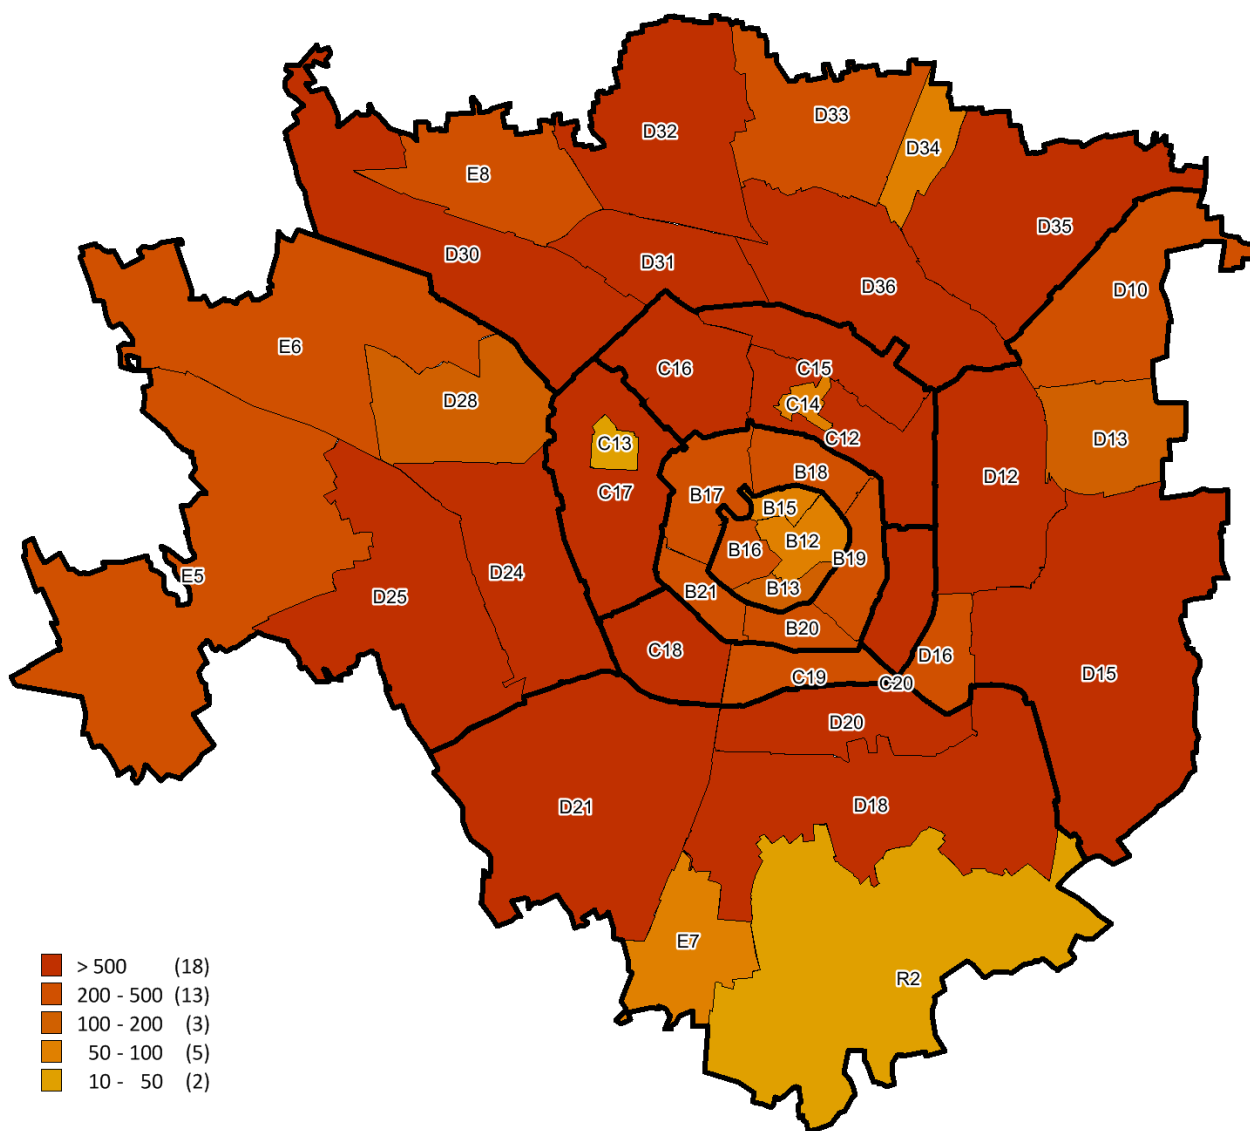 D32
D33
D34
E8
D35
D30
D31
D36
D10
E6
C16
C15
D28
C14
C12
C13
D13
B18
D12
C17
B17
B15
B12
B16
B19
D24
E5
B13
D25
B21
B20
C18
D16
C19
C20
D15
D20
D21
D18
E7
R2
> 500 (18)
200 - 500 (13)
100 - 200 (3)
50 - 100 (5)
10 - 50 (2)